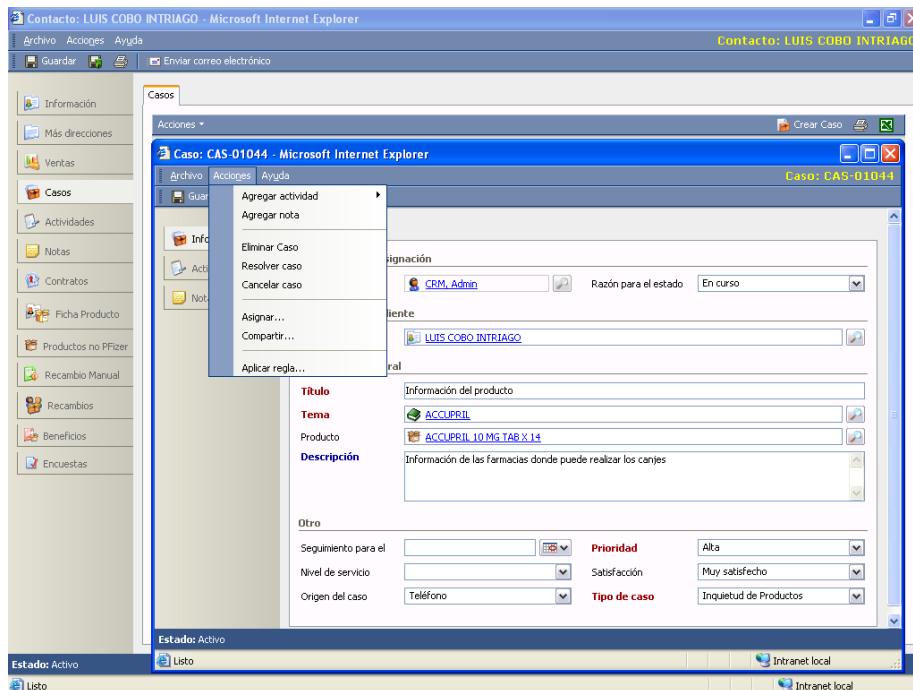 Contacto: LUIS COBO INTRIAGO - Microsoft Internet Explorer
Archivo Acciones Ayuda
Contacto: LUIS COBO INTRIAGO
Guardar Enviar correo electrónico
Información
Más direcciones
Ventas
Casos
Actividades
Notas
Contratos
Ficha Producto
Productos no PFizer
Recambio Manual
Recambios
Beneficios
Encuestas
Casos
Acciones
Crear Caso
Caso: CAS-01044 - Microsoft Internet Explorer
Archivo Acciones Ayuda
Caso: CAS-01044
Guar
Agregar actividad
Agregar nota
Eliminar Caso
Resolver caso
Cancelar caso
Asignar...
Compartir...
Aplicar regla...
Info
Acti
Not
signación
CRM, Admin
Razón para el estado En curso
iente
LUIS COBO INTRIAGO
ral
Título Información del producto
Tema ACCUPRIL
Producto ACCUPRIL 10 MG TAB X 14
Descripción Información de las farmacias donde puede realizar los canjes
Otro
Seguimiento para el Prioridad Alta
Nivel de servicio Satisfacción Muy satisfecho
Origen del caso Teléfono Tipo de caso Inquietud de Productos
Estado: Activo
Listo Intranet local
Estado: Activo
Listo Intranet local